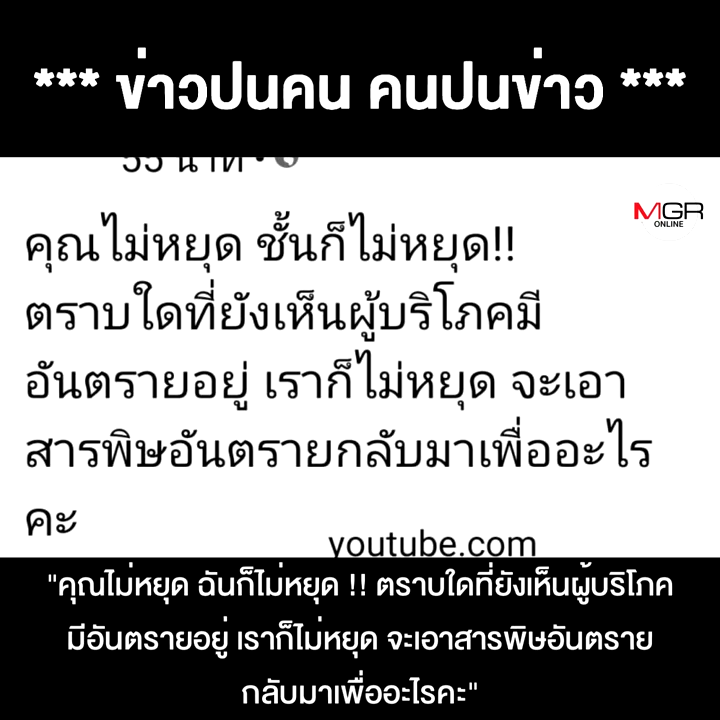 *** ข่าวปนคน คนปนข่าว ***
55 นาที •
MGR
ONLINE
คุณไม่หยุด ชั้นก็ไม่หยุด!!
ตราบใดที่ยังเห็นผู้บริโภคมี
อันตรายอยู่ เราก็ไม่หยุด จะเอา
สารพิษอันตรายกลับมาเพื่ออะไร
คะ
youtube.com
"คุณไม่หยุด ฉันก็ไม่หยุด !! ตราบใดที่ยังเห็นผู้บริโภค
มีอันตรายอยู่ เราก็ไม่หยุด จะเอาสารพิษอันตราย
กลับมาเพื่ออะไรคะ"